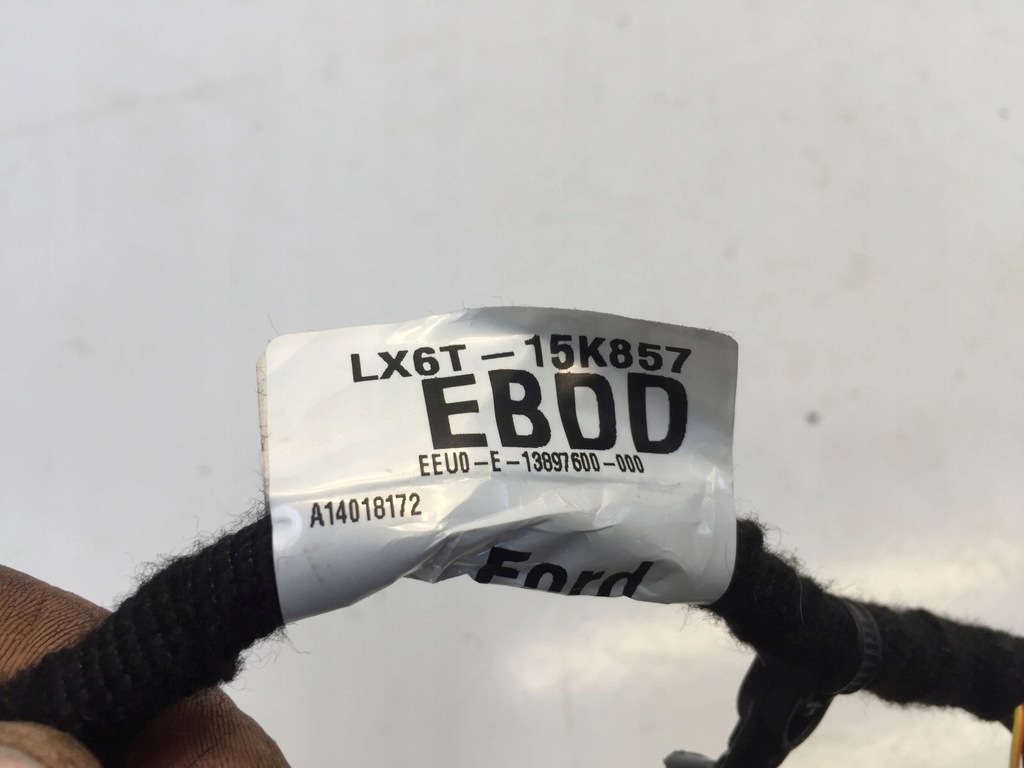 LX6T-15K857
EBDD
EEU0-E-13897600-000
A14018172
Ford